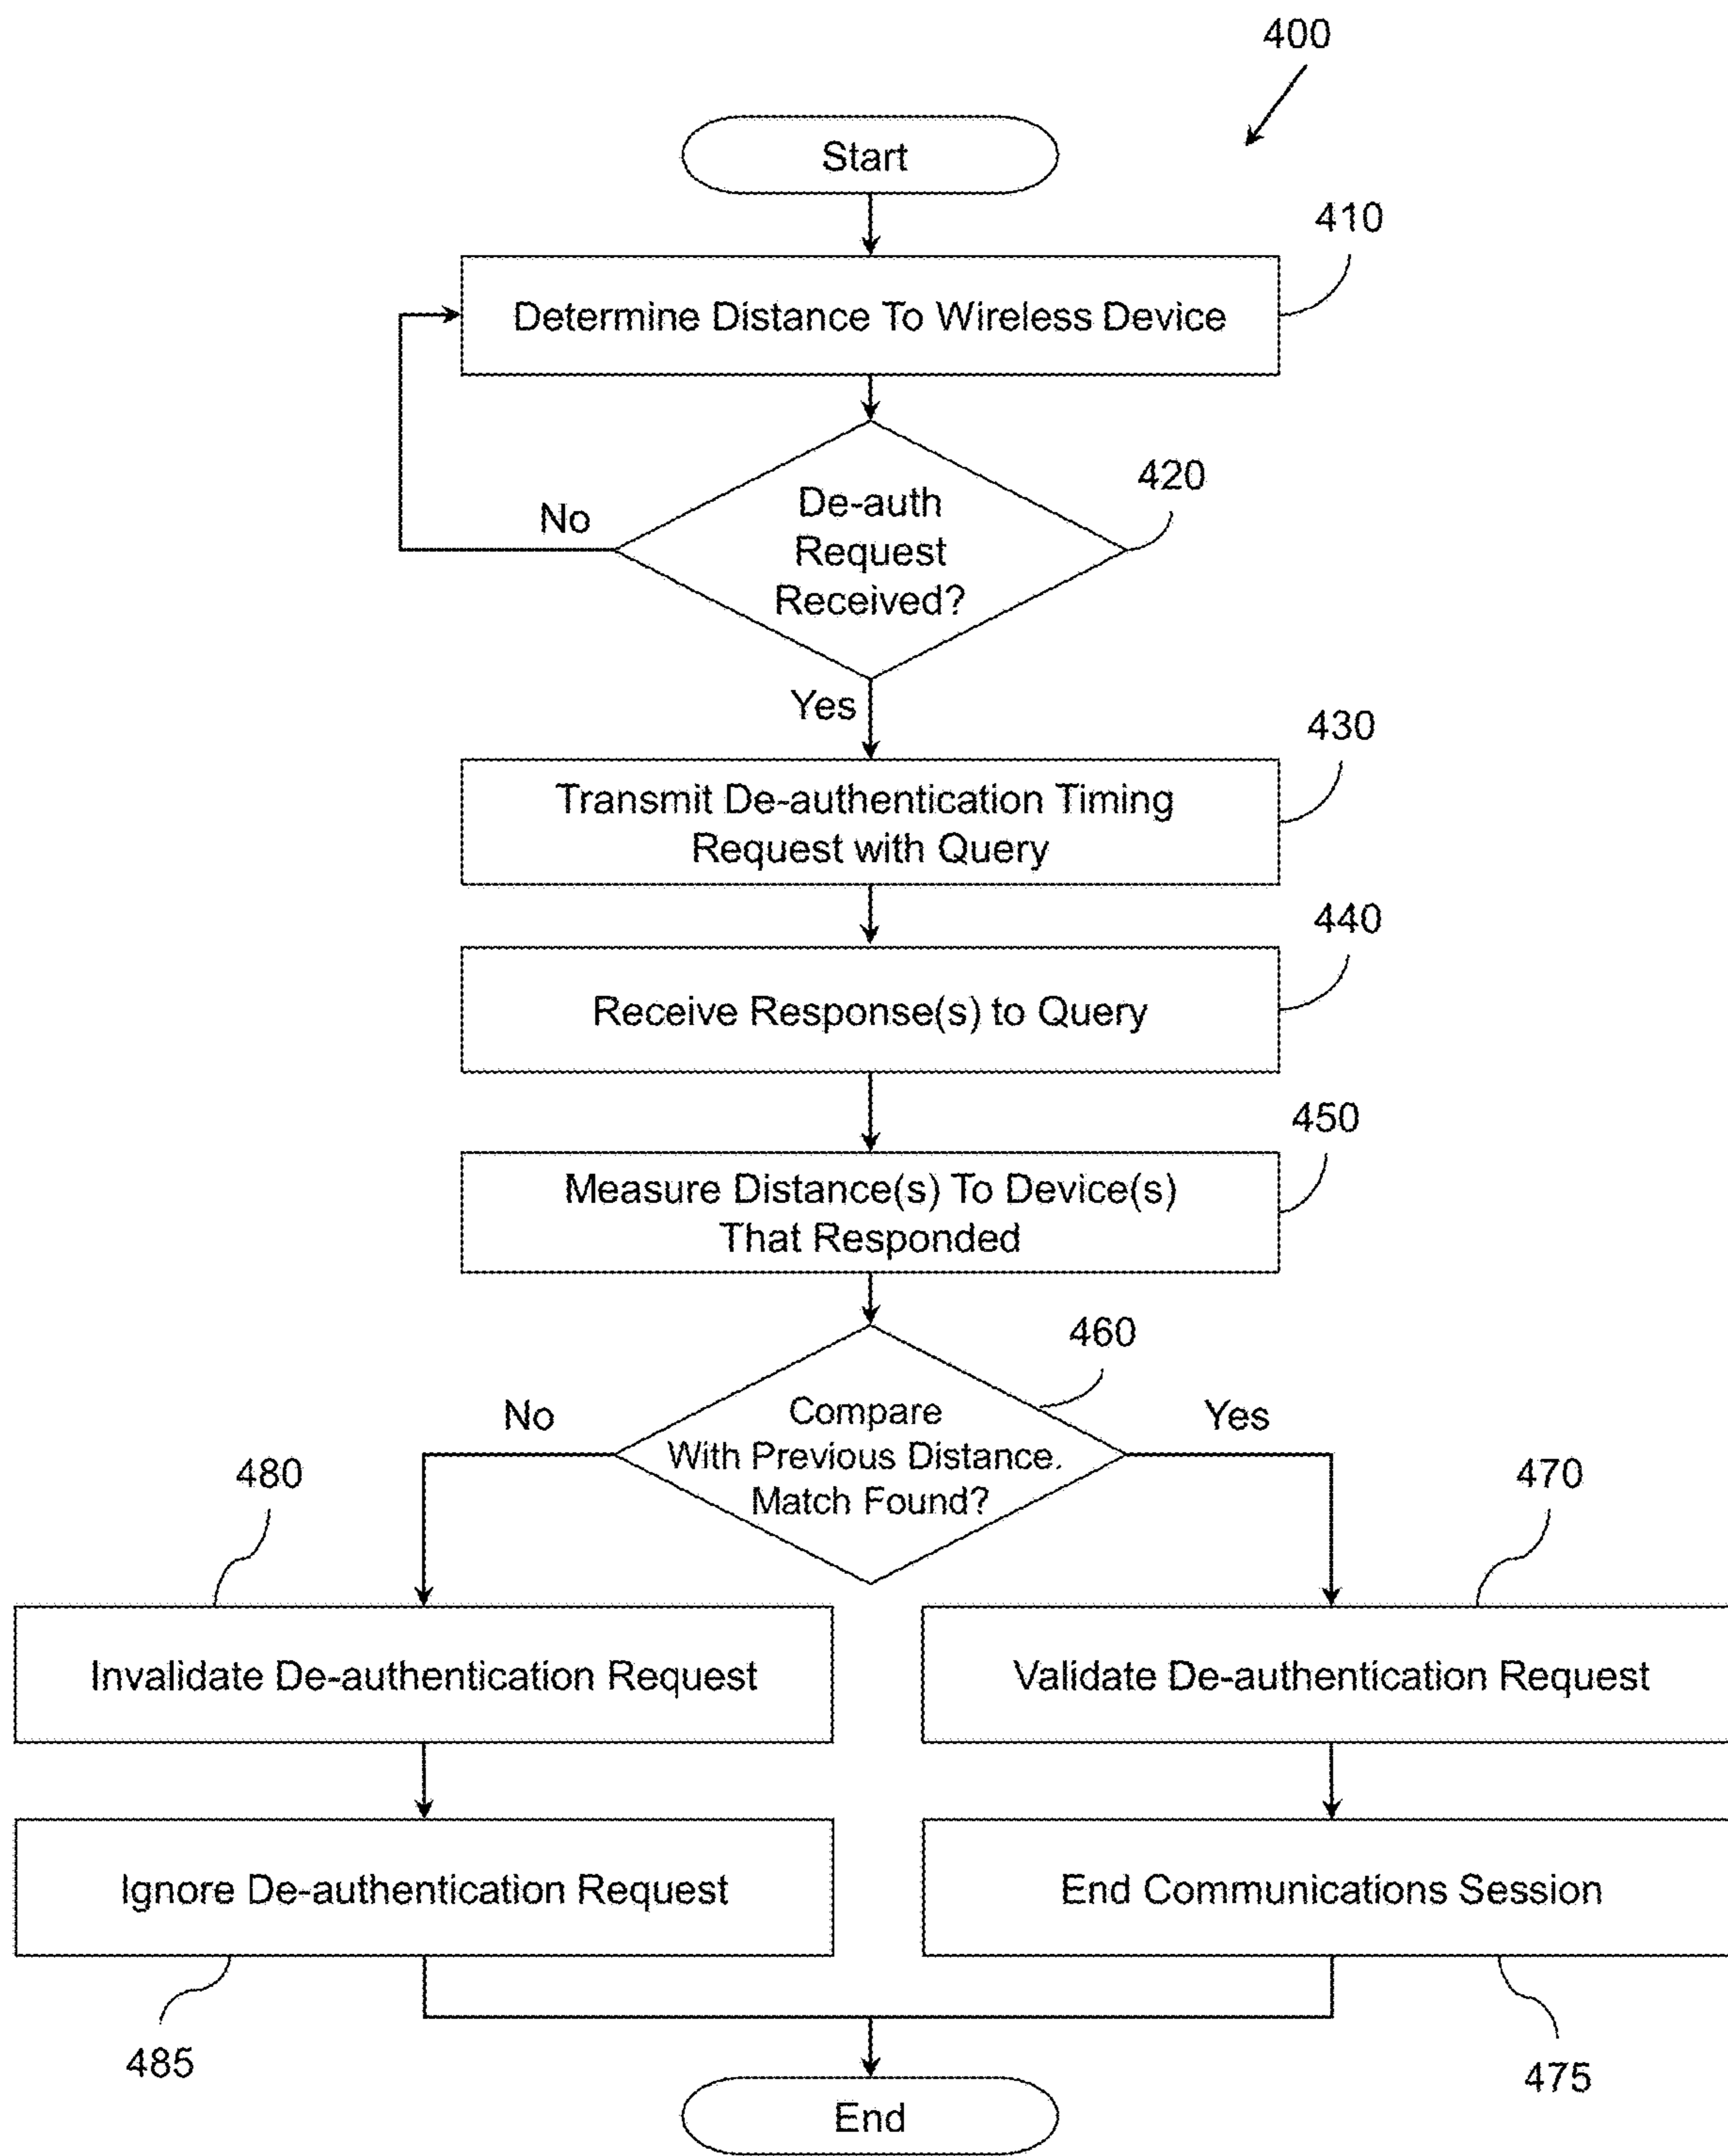 400
Start
410
Determine Distance To Wireless Device
420
De-auth
Request
Received?
No
Yes
430
Transmit De-authentication Timing
Request with Query
440
Receive Response(s) to Query
450
Measure Distance(s) To Device(s)
That Responded
460
Compare
With Previous Distance.
Match Found?
No
Yes
480
470
Invalidate De-authentication Request
Validate De-authentication Request
Ignore De-authentication Request
End Communications Session
485
475
End